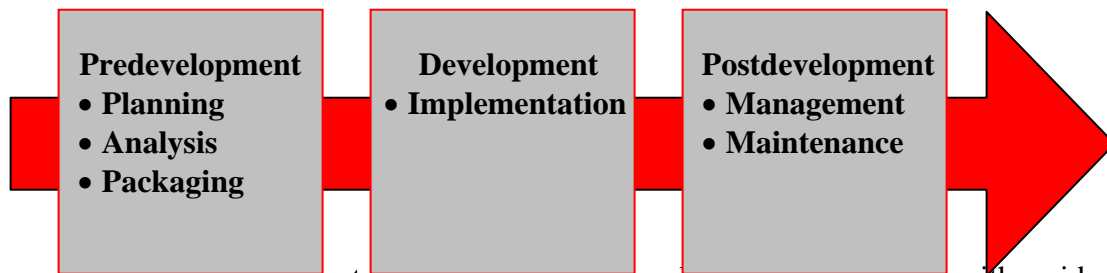 Predevelopment
• Planning
• Analysis
• Packaging
Development
• Implementation
Postdevelopment
• Management
• Maintenance